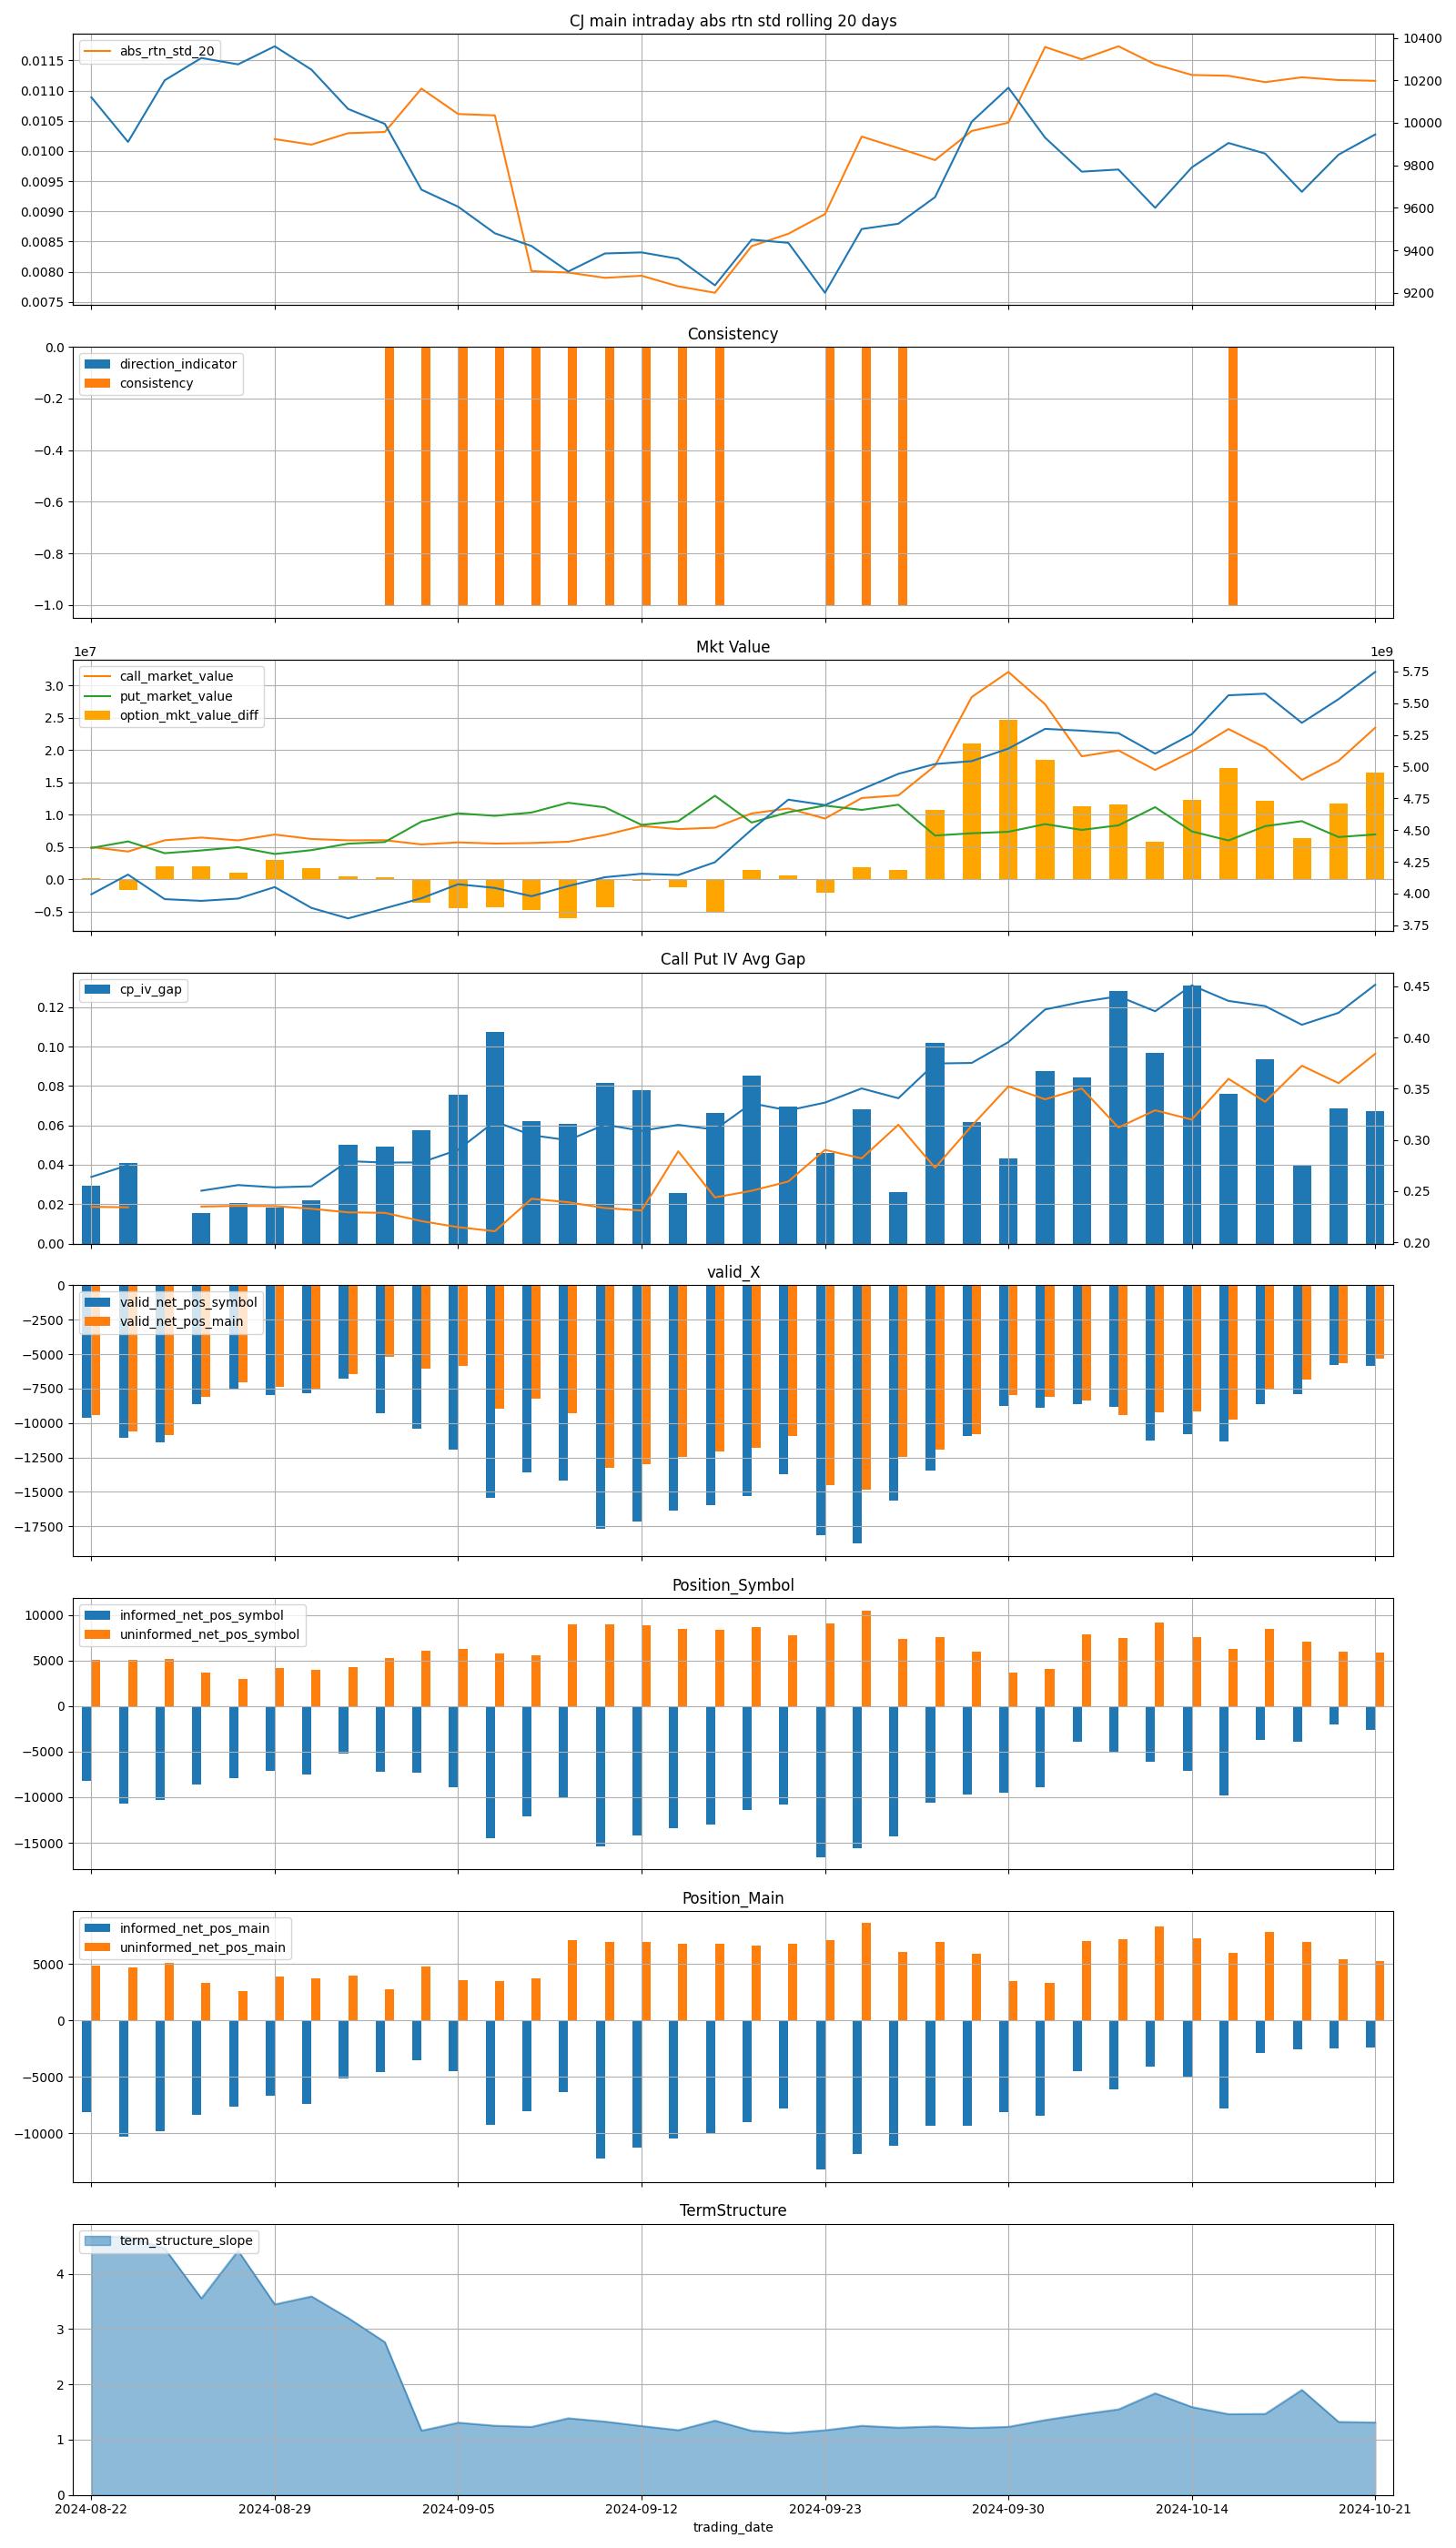 CJ main intraday abs rtn std rolling 20 days
abs_rtn_std_20
0.0115
0.0110
0.0105
0.0100
0.0095
0.0090
0.0085
0.0080
0.0075
10400
10200
10000
9800
9600
9400
9200
Consistency
direction_indicator
consistency
0.0
−0.2
−0.4
−0.6
−0.8
−1.0
Mkt Value
1e7
1e9
call_market_value
put_market_value
option_mkt_value_diff
3.0
2.5
2.0
1.5
1.0
0.5
0.0
−0.5
5.75
5.50
5.25
5.00
4.75
4.50
4.25
4.00
3.75
Call Put IV Avg Gap
cp_iv_gap
0.12
0.10
0.08
0.06
0.04
0.02
0.00
0.45
0.40
0.35
0.30
0.25
0.20
valid_X
valid_net_pos_symbol
valid_net_pos_main
0
−2500
−5000
−7500
−10000
−12500
−15000
−17500
Position_Symbol
informed_net_pos_symbol
uninformed_net_pos_symbol
10000
5000
0
−5000
−10000
−15000
Position_Main
informed_net_pos_main
uninformed_net_pos_main
5000
0
−5000
−10000
TermStructure
term_structure_slope
4
3
2
1
0
2024-08-22 2024-08-29 2024-09-05 2024-09-12 2024-09-23 2024-09-30 2024-10-14 2024-10-21
trading_date